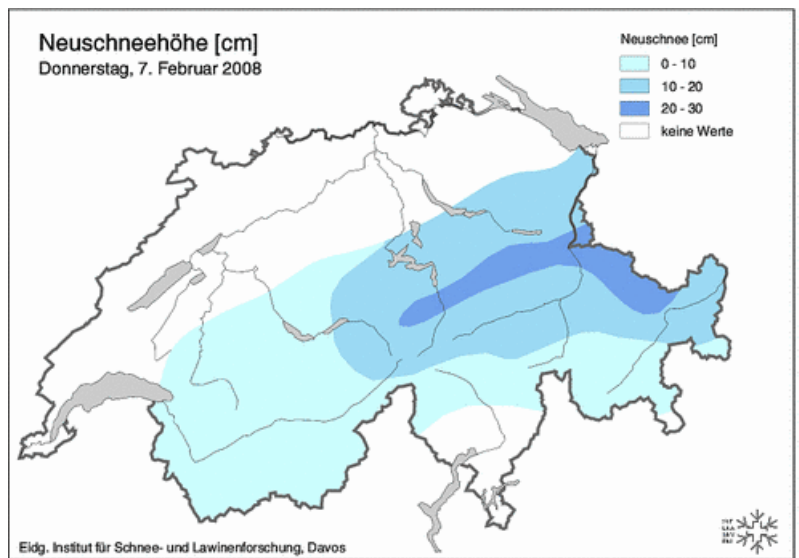 Neuschneehöhe [cm]
Donnerstag, 7. Februar 2008
Neuschnee [cm]
0 - 10
10 - 20
20 - 30
keine Werte
Eidg. Institut für Schnee- und Lawinenforschung, Davos